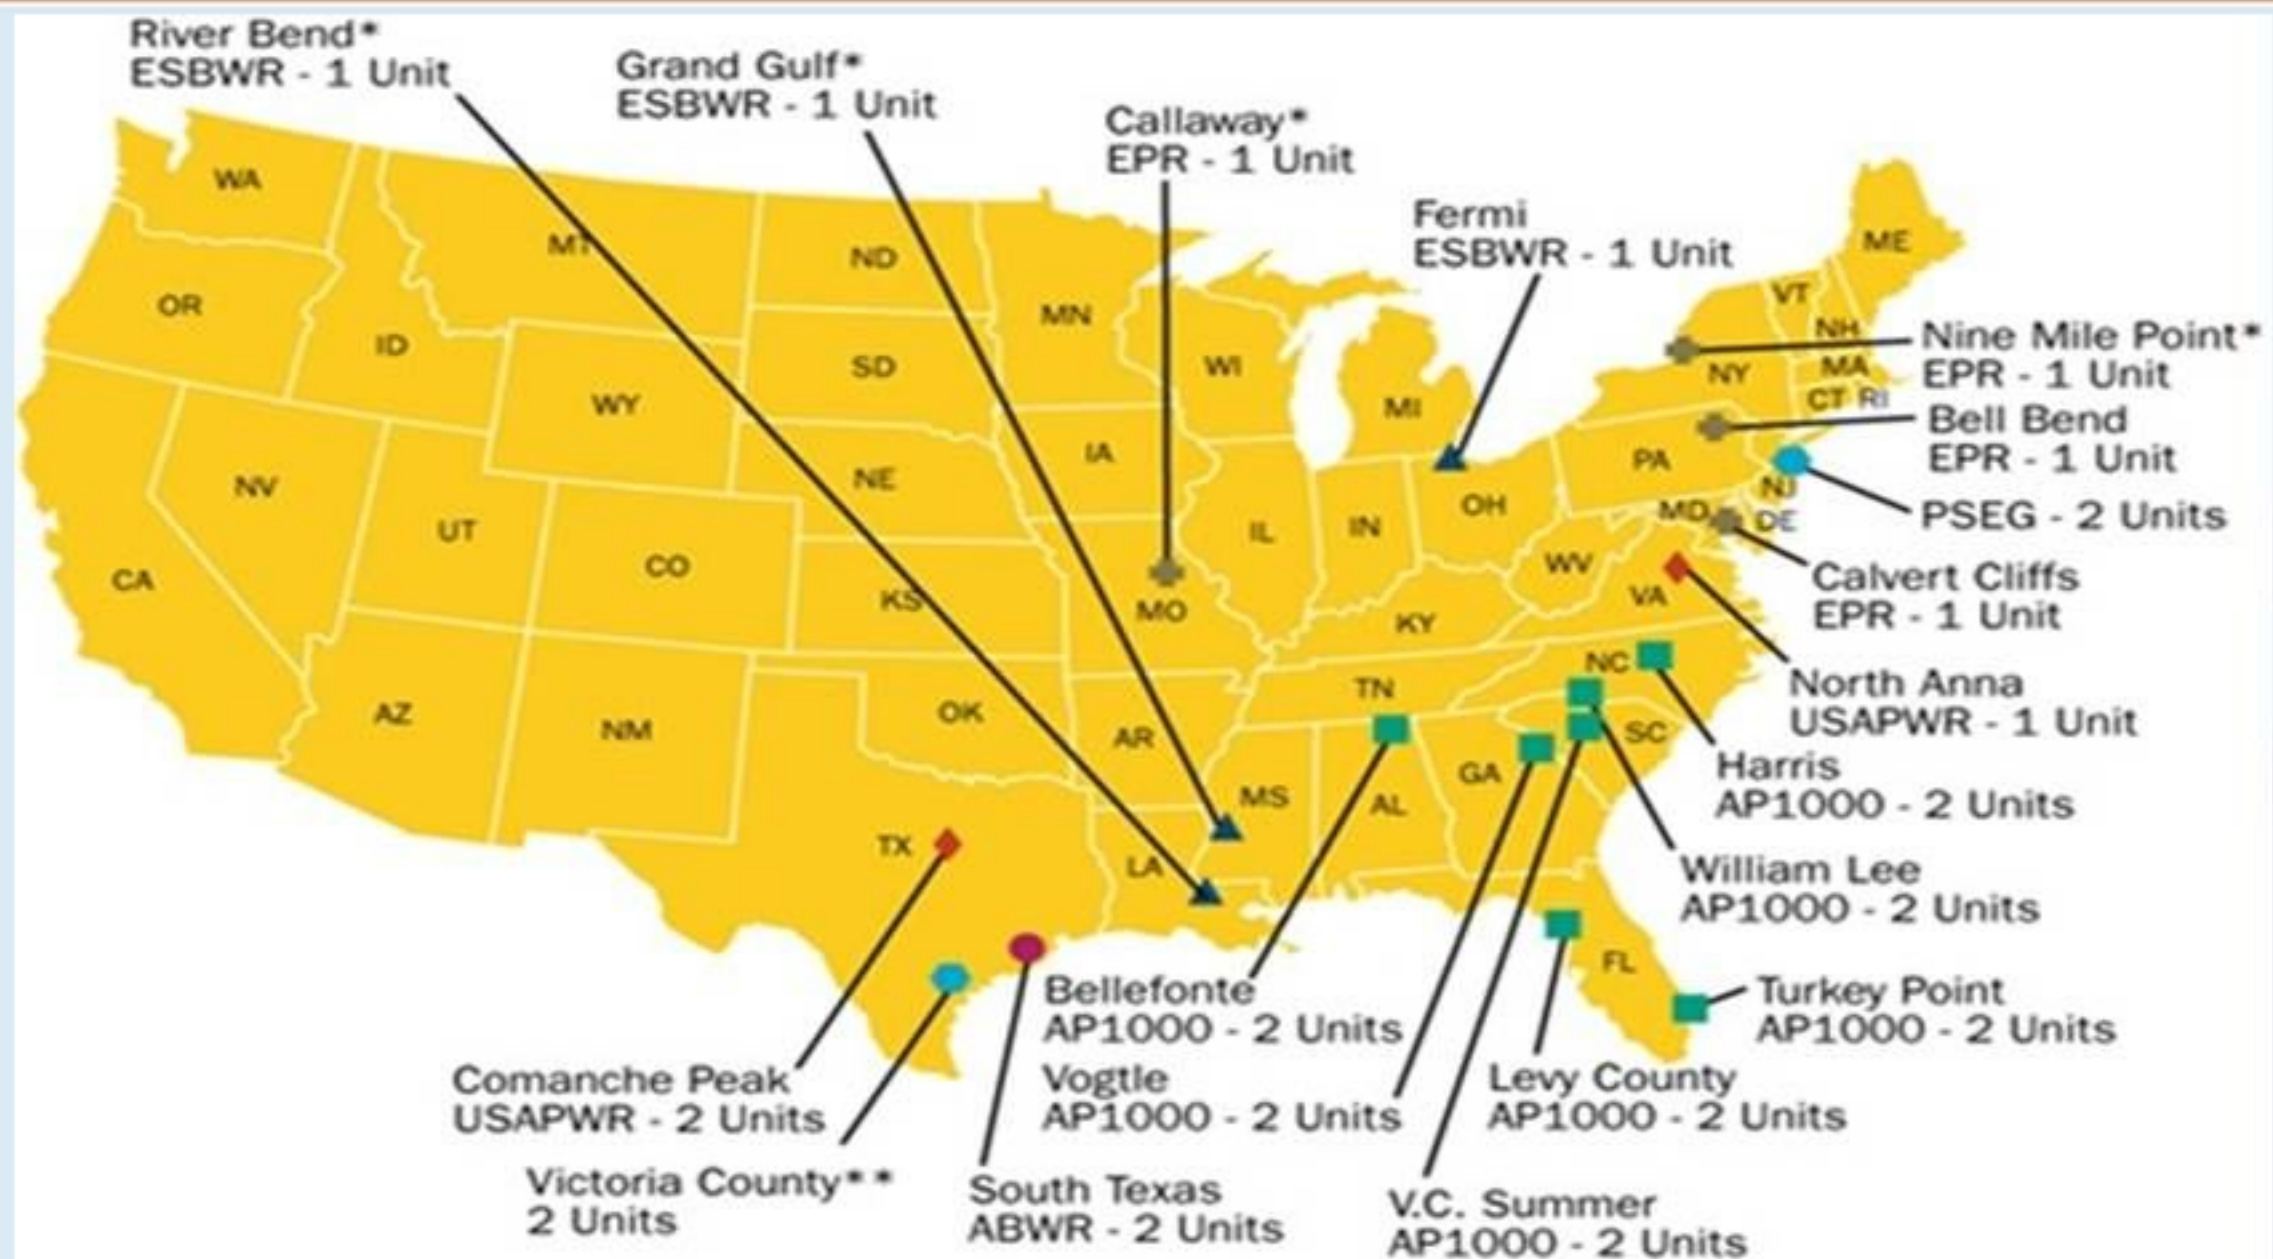 River Bend*
ESBWR - 1 Unit
Grand Gulf*
ESBWR - 1 Unit
Callaway*
EPR - 1 Unit
Fermi
ESBWR - 1 Unit
Nine Mile Point*
EPR - 1 Unit
Bell Bend
EPR - 1 Unit
PSEG - 2 Units
Calvert Cliffs
EPR - 1 Unit
North Anna
USAPWR - 1 Unit
Harris
AP1000 - 2 Units
William Lee
AP1000 - 2 Units
Turkey Point
AP1000 - 2 Units
Levy County
AP1000 - 2 Units
V.C. Summer
AP1000 - 2 Units
Bellefonte
AP1000 - 2 Units
Vogtle
AP1000 - 2 Units
South Texas
ABWR - 2 Units
Victoria County**
2 Units
Comanche Peak
USAPWR - 2 Units
WA
MT
ND
MN
ME
VT
NH
OR
ID
SD
WI
MI
NY
MA
CT RI
WY
IA
NE
PA
NJ
NV
UT
CO
IL
IN
OH
MD
DE
CA
KS
MO
WV
VA
KY
AZ
NM
OK
AR
TN
NC
SC
MS
AL
GA
TX
LA
FL